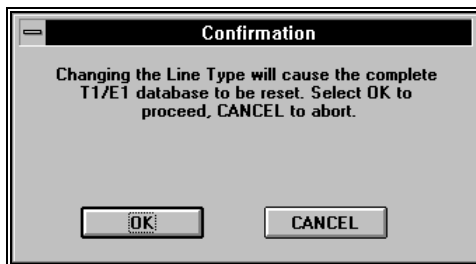 Confirmation
Changing the Line Type will cause the complete
T1/E1 database to be reset. Select OK to
proceed, CANCEL to abort.
OK
CANCEL